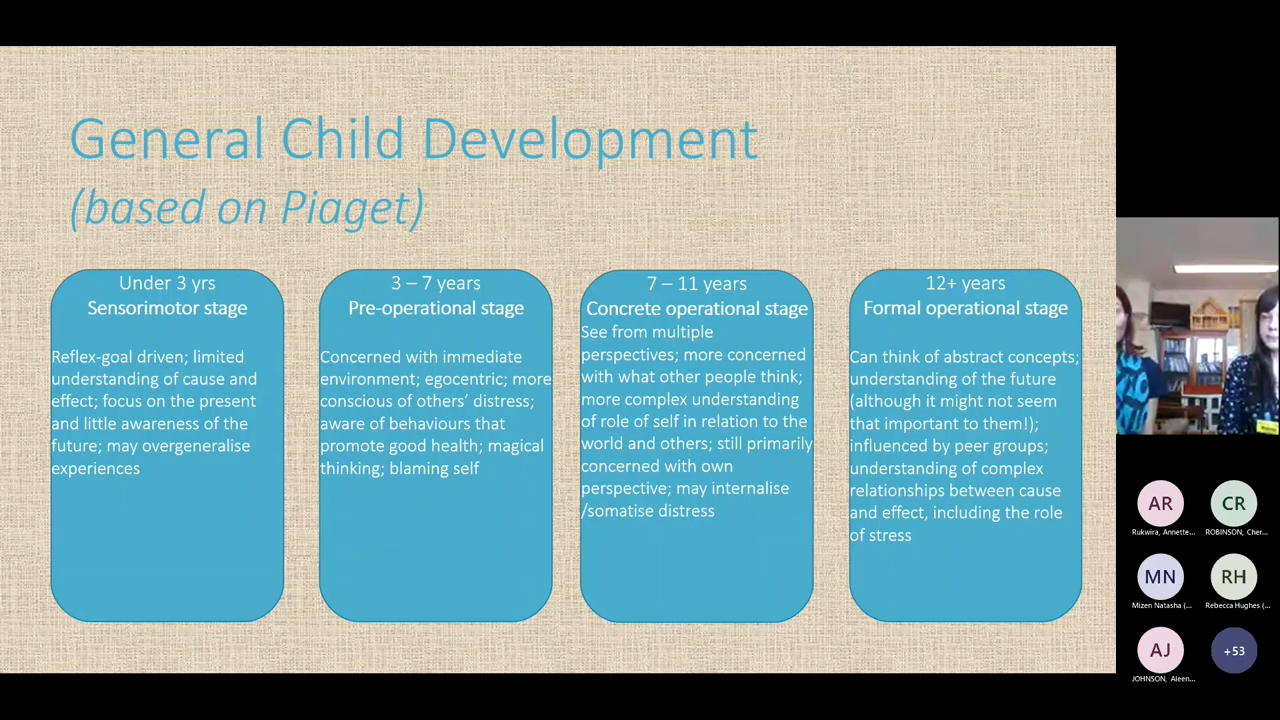 General Child Development
(based on Piaget)
Under 3 yrs
Sensorimotor stage
Reflex-goal driven; limited
understanding of cause and
effect; focus on the present
and little awareness of the
future; may overgeneralise
experiences
3 – 7 years
Pre-operational stage
Concerned with immediate
environment; egocentric; more
conscious of others’ distress;
aware of behaviours that
promote good health; magical
thinking; blaming self
7 – 11 years
Concrete operational stage
See from multiple
perspectives; more concerned
with what other people think;
more complex understanding
of role of self in relation to the
world and others; still primarily
concerned with own
perspective; may internalise
/somatise distress
12+ years
Formal operational stage
Can think of abstract concepts;
understanding of the future
(although it might not seem
that important to them!);
influenced by peer groups;
understanding of complex
relationships between cause
and effect, including the role
of stress
AR
CR
Rukwira, Annette...
ROBINSON, Cher...
MN
RH
Mizen Natasha (...
Rebecca Hughes (...
AJ
+53
JOHNSON, Aleen...